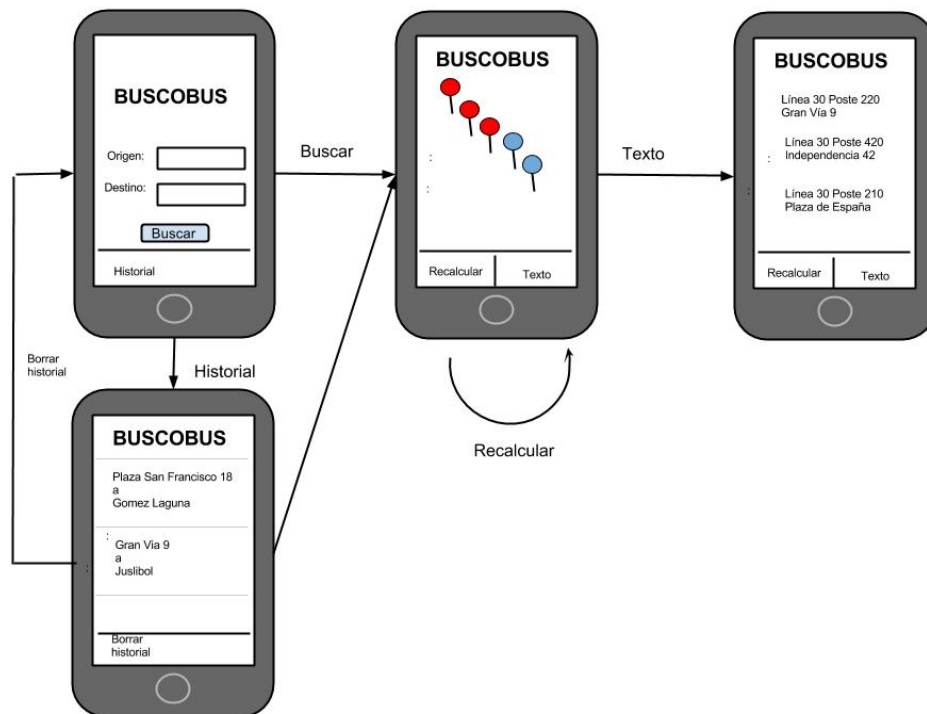 BUSCOBUS
Origen:
Destino:
Buscar
Historial
Buscar
BUSCOBUS
:
:
Recalcular
Texto
Texto
BUSCOBUS
Línea 30 Poste 220
Gran Vía 9
Línea 30 Poste 420
:
Independencia 42
:
Línea 30 Poste 210
Plaza de España
Recalcular
Texto
Borrar
historial
Historial
Recalcular
BUSCOBUS
Plaza San Francisco 18
a
Gomez Laguna
:
Gran Via 9
a
:
Juslibol
Borrar
historial